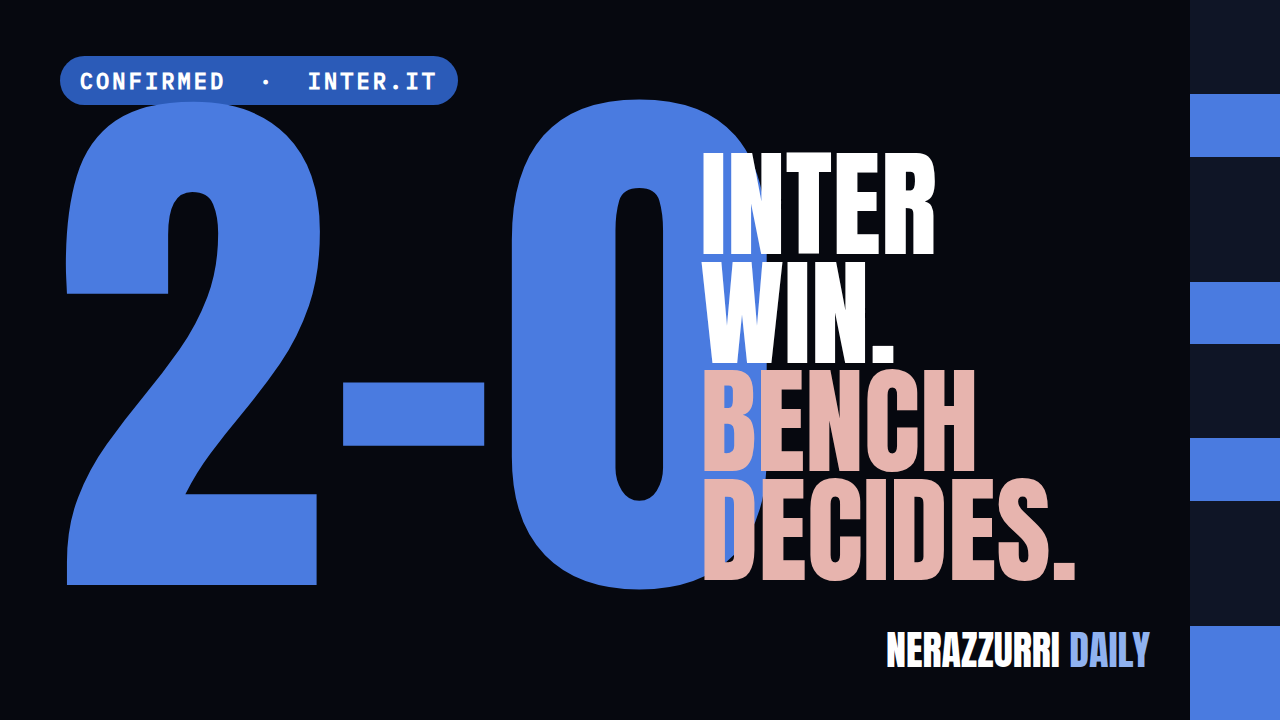 CONFIRMED · INTER.IT
2-0
INTER
WIN.
BENCH
DECIDES.
NERAZZURRI DAILY